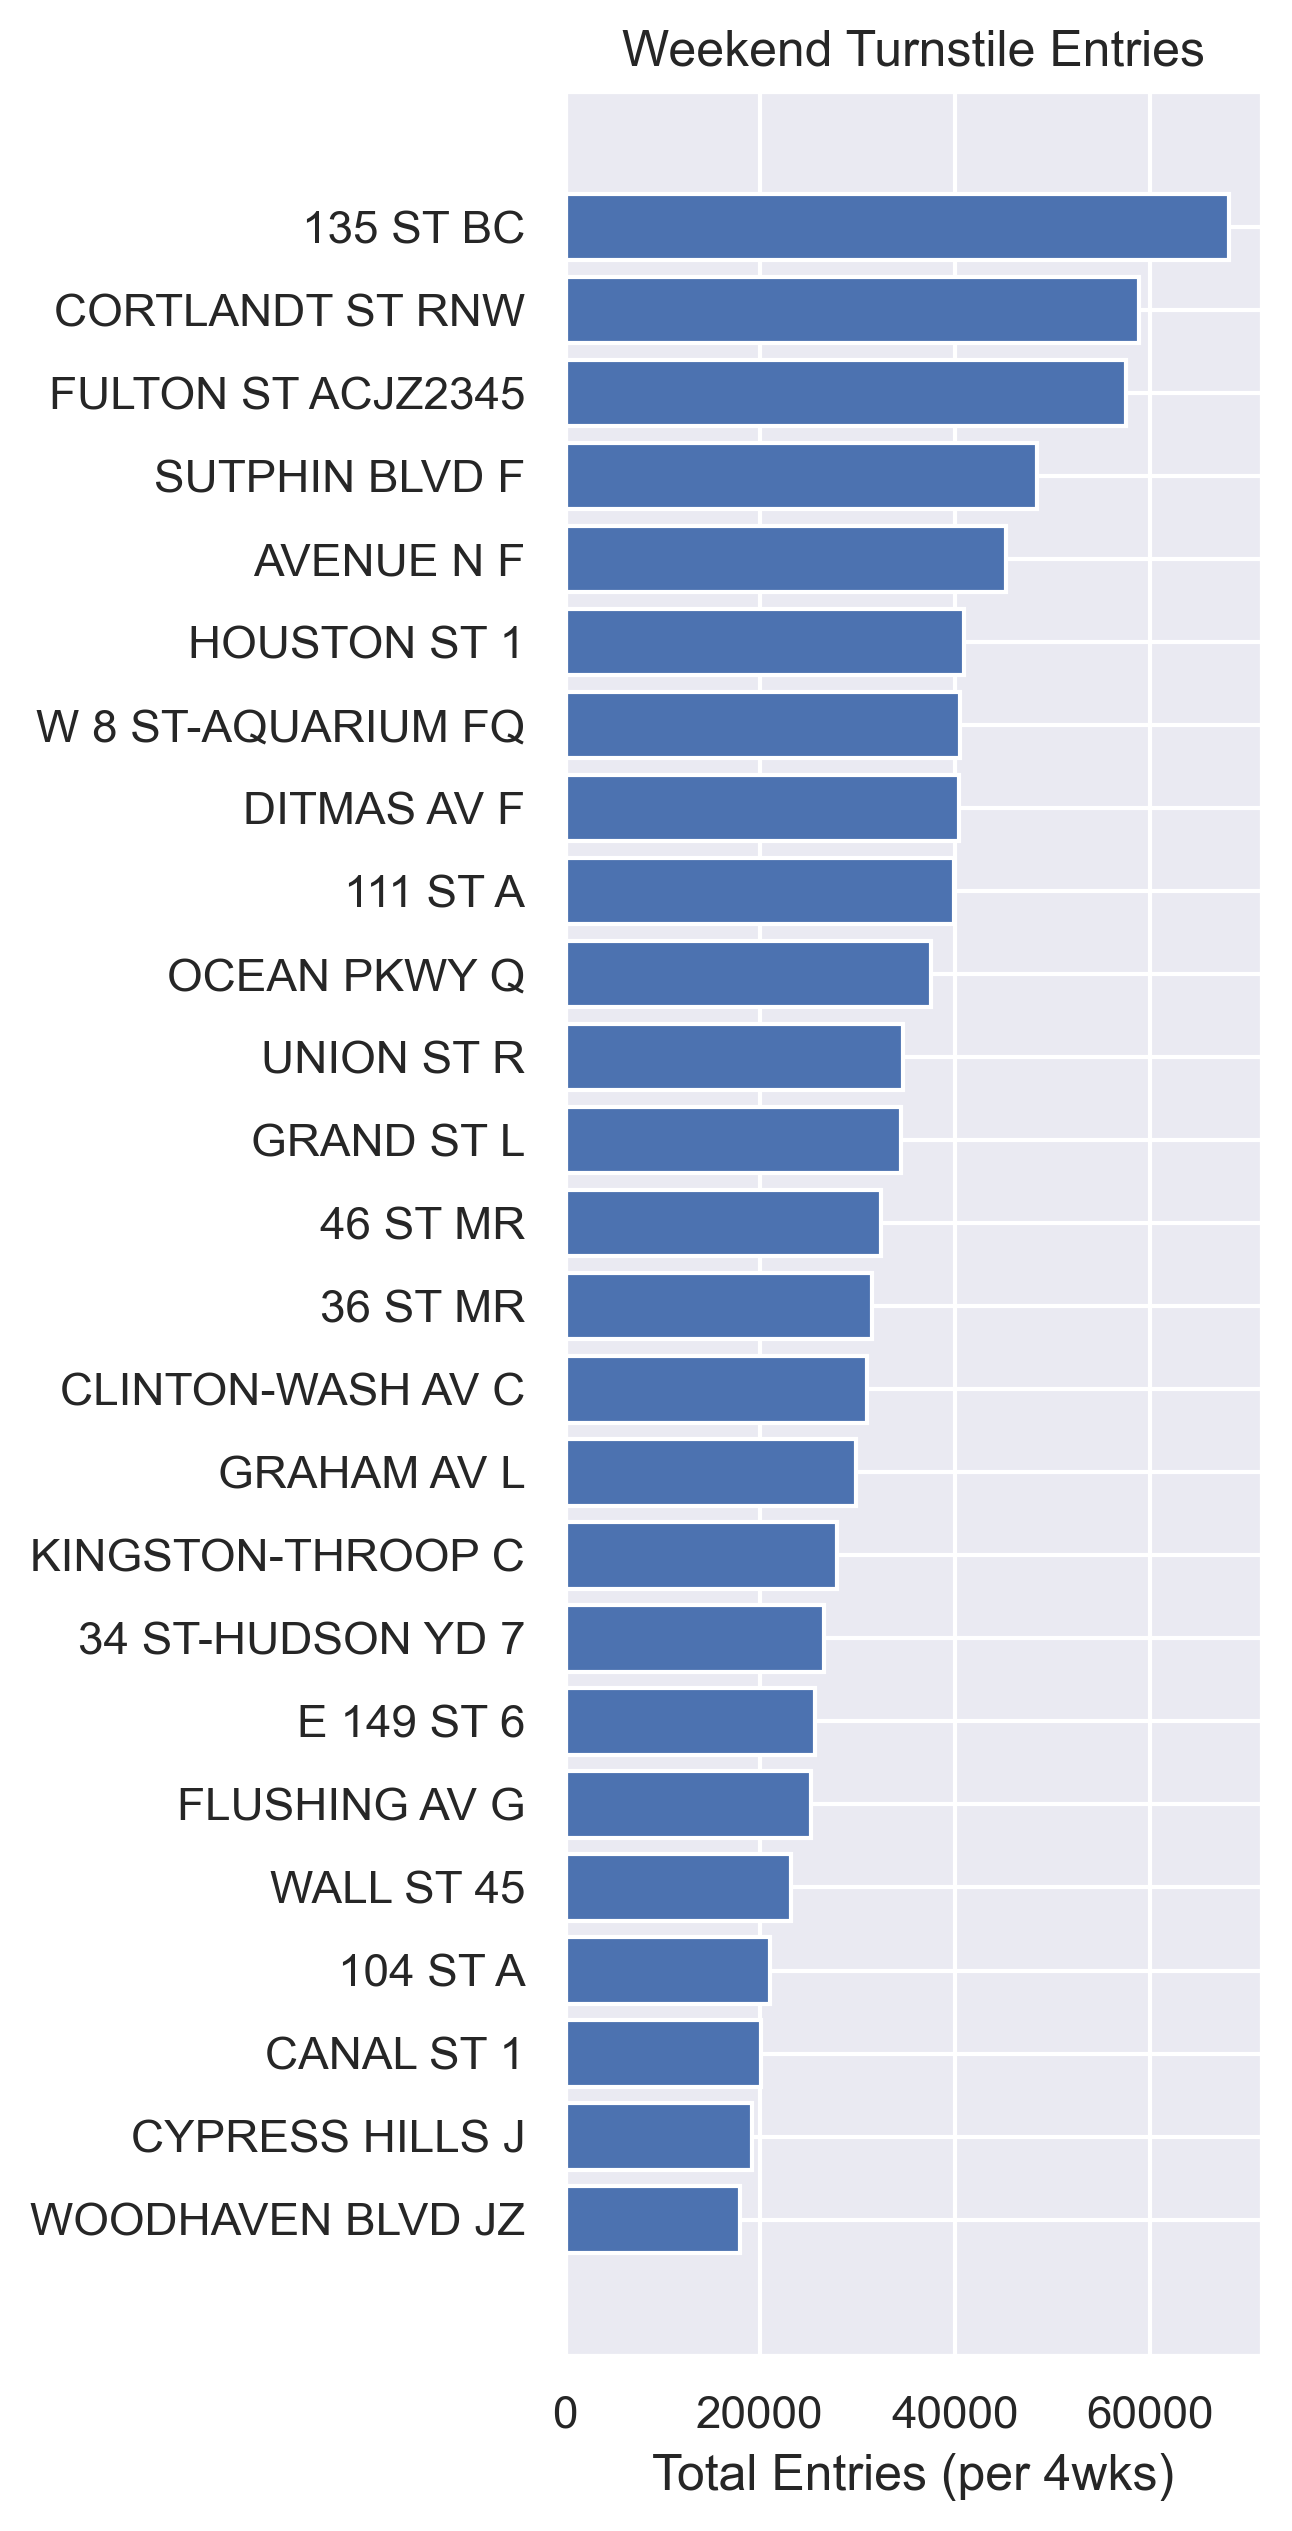 Weekend Turnstile Entries
135 ST BC
CORTLANDT ST RNW
FULTON ST ACJZ2345
SUTPHIN BLVD F
AVENUE N F
HOUSTON ST 1
W 8 ST-AQUARIUM FQ
DITMAS AV F
111 ST A
OCEAN PKWY Q
UNION ST R
GRAND ST L
46 ST MR
36 ST MR
CLINTON-WASH AV C
GRAHAM AV L
KINGSTON-THROOP C
34 ST-HUDSON YD 7
E 149 ST 6
FLUSHING AV G
WALL ST 45
104 ST A
CANAL ST 1
CYPRESS HILLS J
WOODHAVEN BLVD JZ
0 20000 40000 60000
Total Entries (per 4wks)